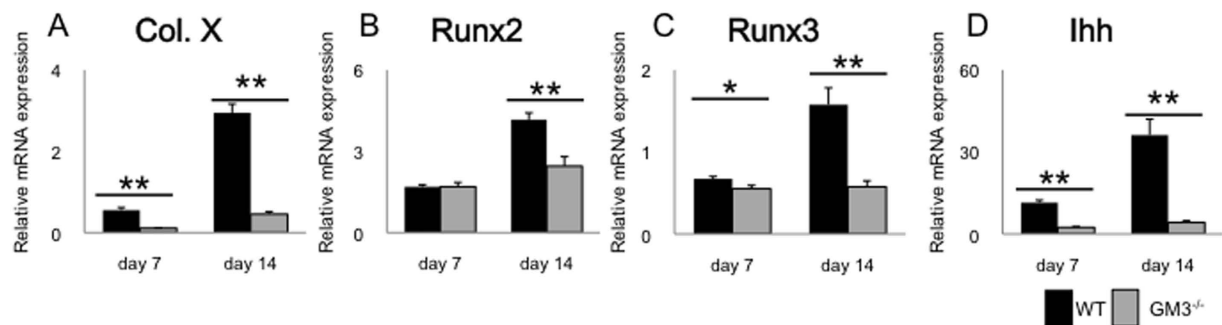 A Col. X
Relative mRNA expression
4
2
0
**
**
day 7 day 14
B Runx2
Relative mRNA expression
6
3
0
**
day 7 day 14
C Runx3
Relative mRNA expression
2
1
0
*
**
day 7 day 14
D Ihh
Relative mRNA expression
60
30
0
**
**
day 7 day 14
WT GM3-/-